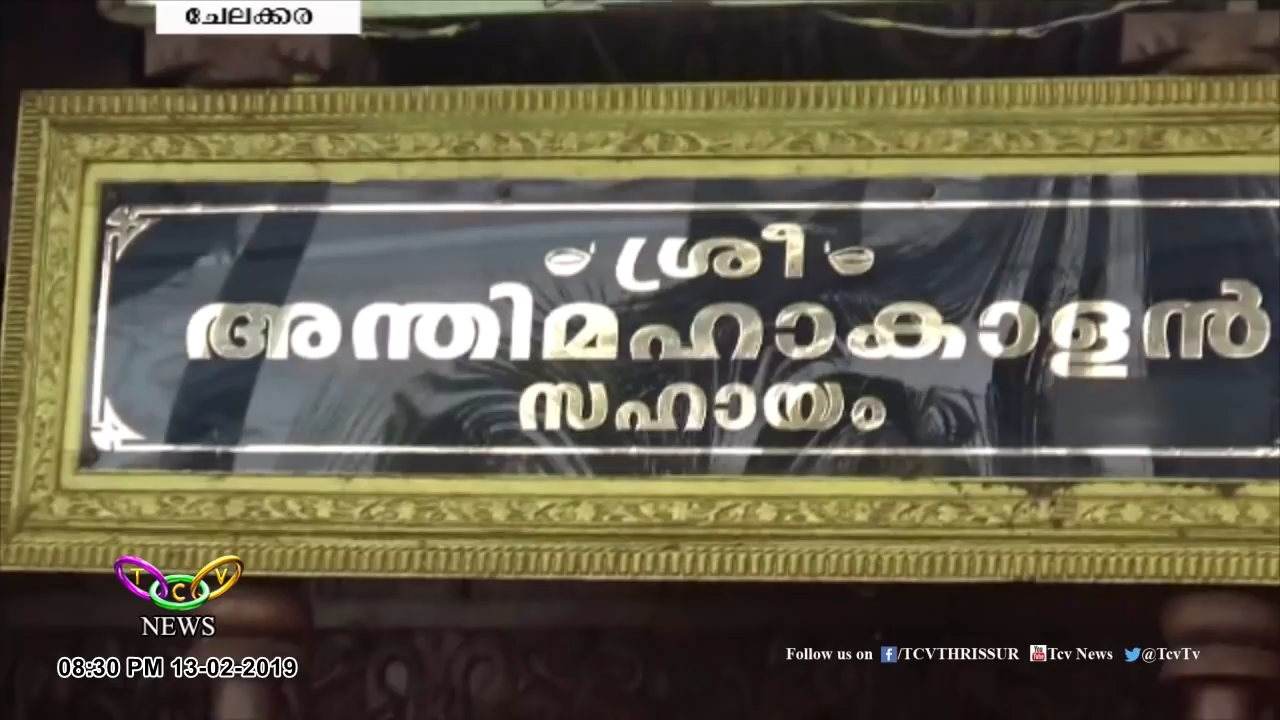 ചേലക്കര
ശ്രീ
അന്തിമഹാകാളൻ
സഹായം
TCV
NEWS
08:30 PM 13-02-2019
Follow us on /TCVTHRISSUR Tcv News @TcvTv